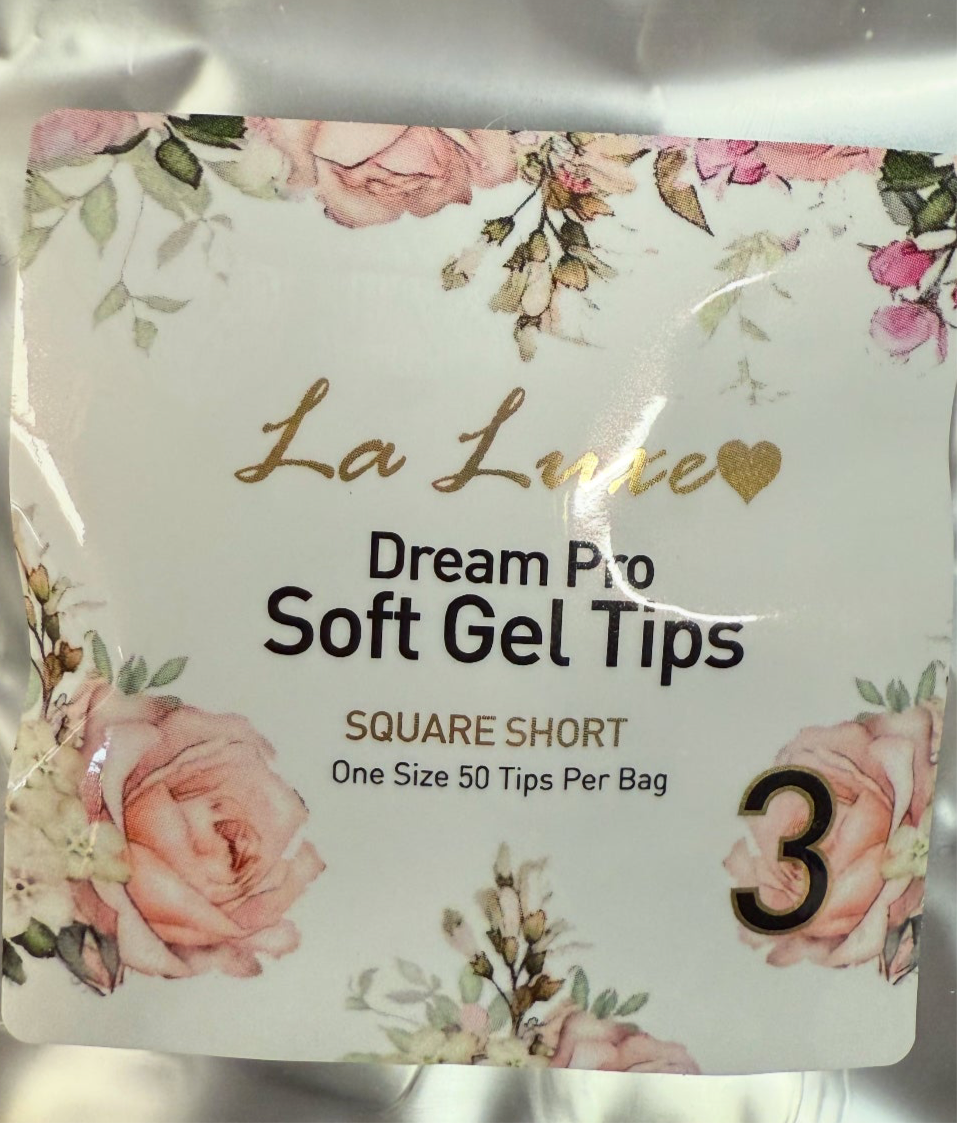 La Luxe
Dream Pro
Soft Gel Tips
SQUARE SHORT
One Size 50 Tips Per Bag
3